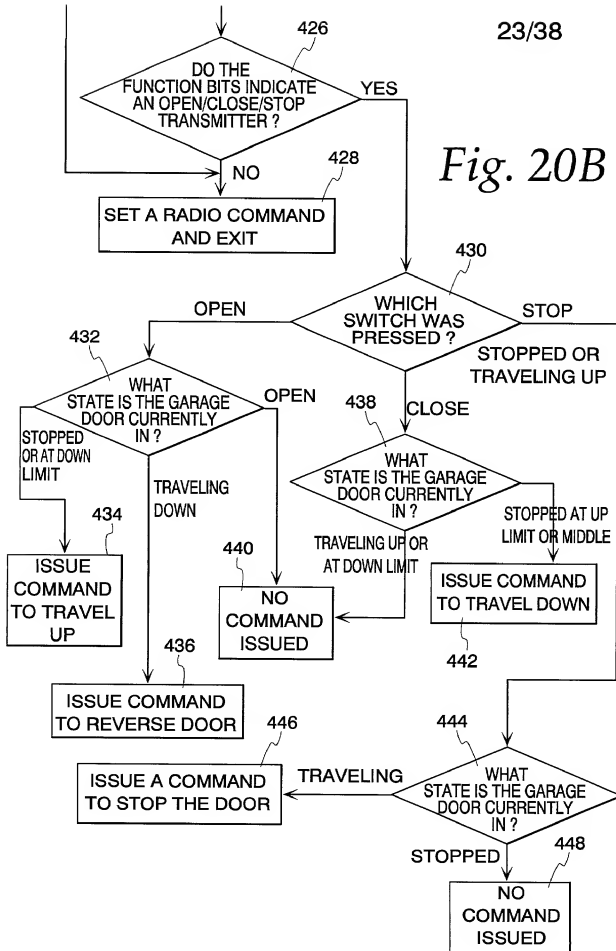 426
23/38
DO THE
FUNCTION BITS INDICATE
AN OPEN/CLOSE/STOP
TRANSMITTER ?
YES
NO
Fig. 20B
428
SET A RADIO COMMAND
AND EXIT
430
WHICH
SWITCH WAS
PRESSED ?
OPEN
STOP
STOPPED OR
TRAVELING UP
432
WHAT
STATE IS THE GARAGE
DOOR CURRENTLY
IN ?
OPEN
CLOSE
438
WHAT
STATE IS THE GARAGE
DOOR CURRENTLY
IN ?
STOPPED
OR AT DOWN
LIMIT
TRAVELING
DOWN
434
ISSUE
COMMAND
TO TRAVEL
UP
440
NO
COMMAND
ISSUED
TRAVELING UP OR
AT DOWN LIMIT
STOPPED AT UP
LIMIT OR MIDDLE
ISSUE COMMAND
TO TRAVEL DOWN
442
436
ISSUE COMMAND
TO REVERSE DOOR
446
ISSUE A COMMAND
TO STOP THE DOOR
TRAVELING
444
WHAT
STATE IS THE GARAGE
DOOR CURRENTLY
IN ?
STOPPED
448
NO
COMMAND
ISSUED